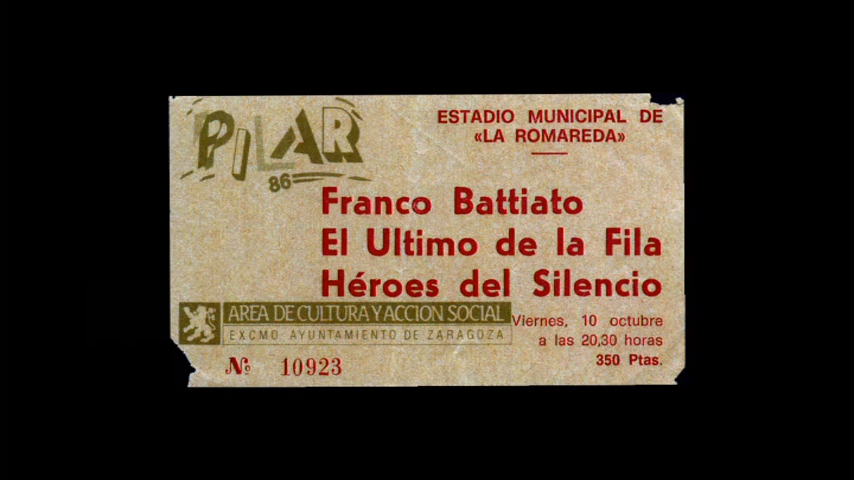 PILAR
86
ESTADIO MUNICIPAL DE
«LA ROMAREDA»
Franco Battiato
El Ultimo de la Fila
Héroes del Silencio
AREA DE CULTURA Y ACCION SOCIAL
EXCMO. AYUNTAMIENTO DE ZARAGOZA
Viernes, 10 octubre
a las 20,30 horas
350 Ptas.
Nº 10923